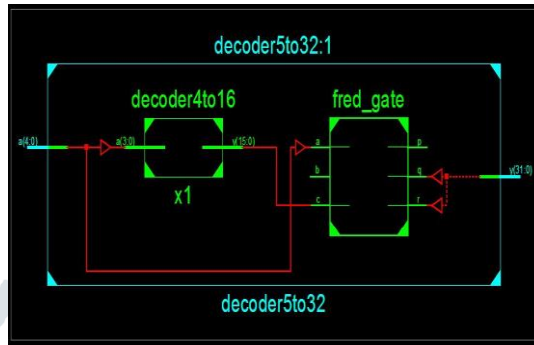 decoder5to32:1
decoder4to16
fred_gate
a(4:0)
a(3:0)
y(15:0)
a
p
b
q
y(31:0)
c
r
x1
decoder5to32